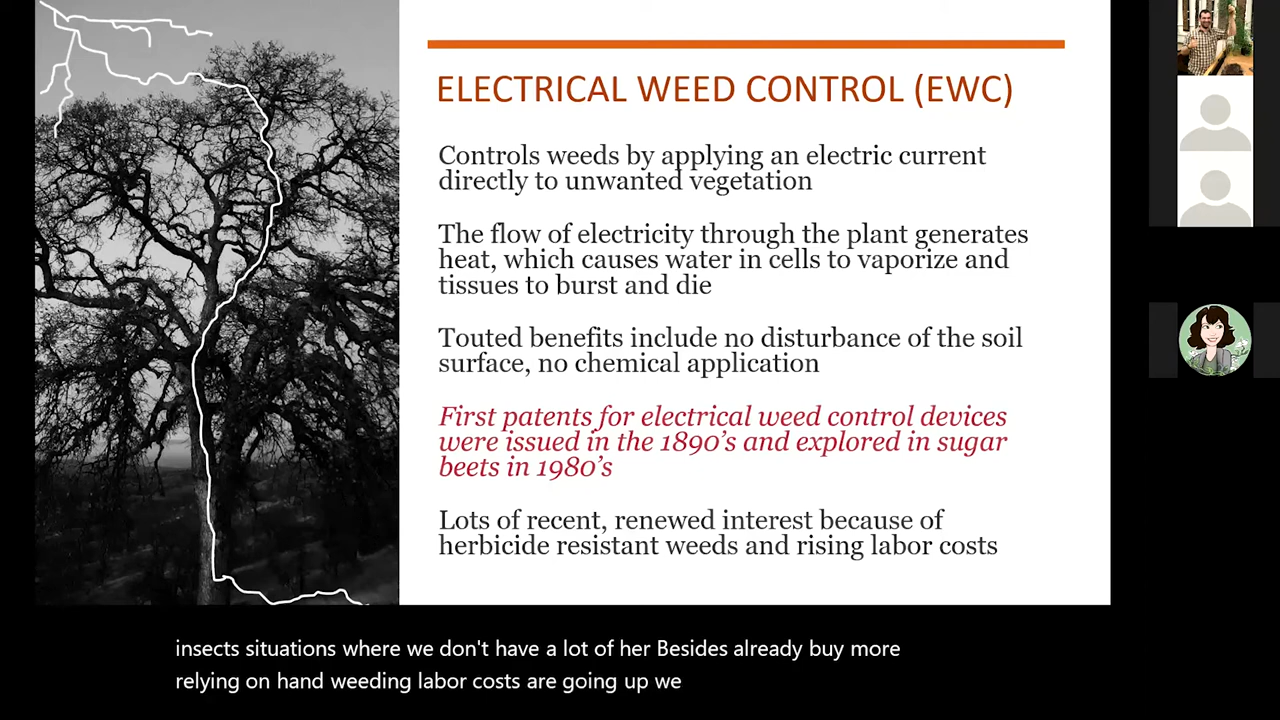 ELECTRICAL WEED CONTROL (EWC)
Controls weeds by applying an electric current
directly to unwanted vegetation
The flow of electricity through the plant generates
heat, which causes water in cells to vaporize and
tissues to burst and die
Touted benefits include no disturbance of the soil
surface, no chemical application
First patents for electrical weed control devices
were issued in the 1890's and explored in sugar
beets in 1980's
Lots of recent, renewed interest because of
herbicide resistant weeds and rising labor costs
insects situations where we don't have a lot of her Besides already buy more
relying on hand weeding labor costs are going up we